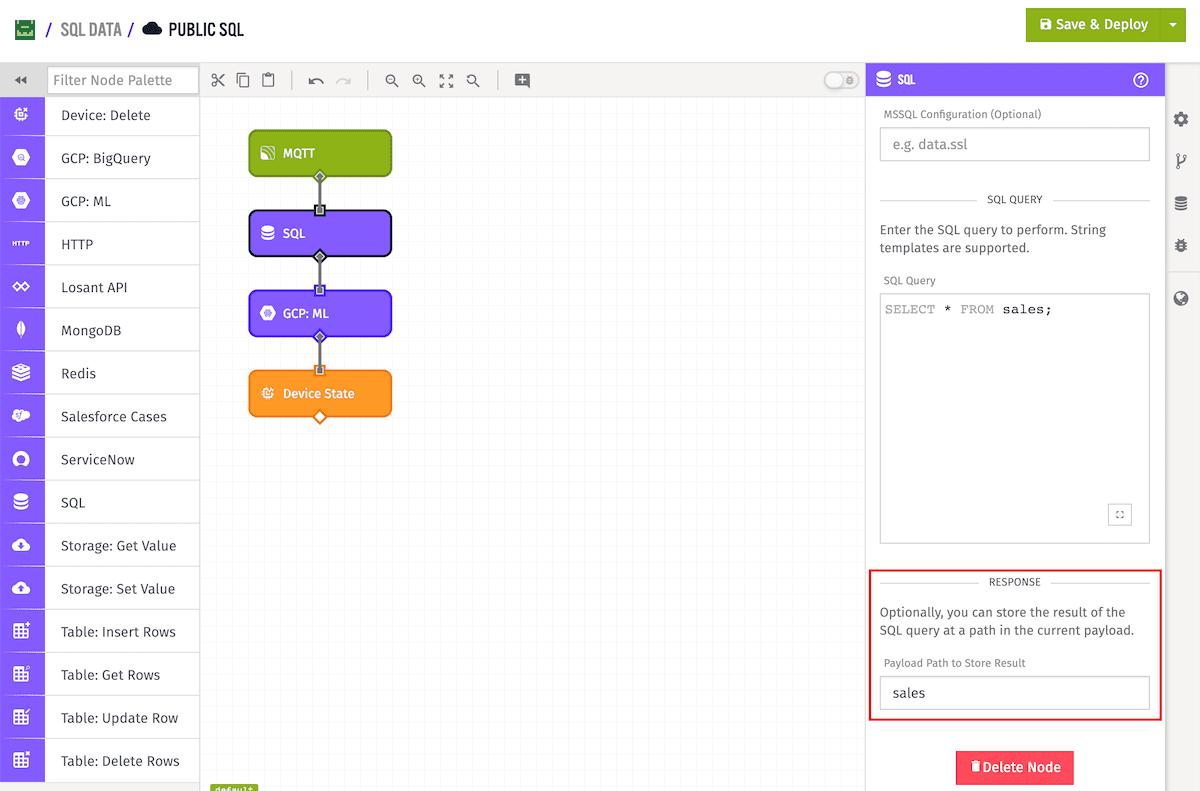 / SQL DATA / PUBLIC SQL
Save & Deploy
Filter Node Palette
Device: Delete
GCP: BigQuery
GCP: ML
HTTP
HTTP
Losant API
MongoDB
Redis
Salesforce Cases
ServiceNow
SQL
Storage: Get Value
Storage: Set Value
Table: Insert Rows
Table: Get Rows
Table: Update Row
Table: Delete Rows
MQTT
SQL
GCP: ML
Device State
default
SQL
MSSQL Configuration (Optional)
e.g. data.ssl
SQL QUERY
Enter the SQL query to perform. String
templates are supported.
SQL Query
SELECT * FROM sales;
RESPONSE
Optionally, you can store the result of the
SQL query at a path in the current payload.
Payload Path to Store Result
sales
Delete Node